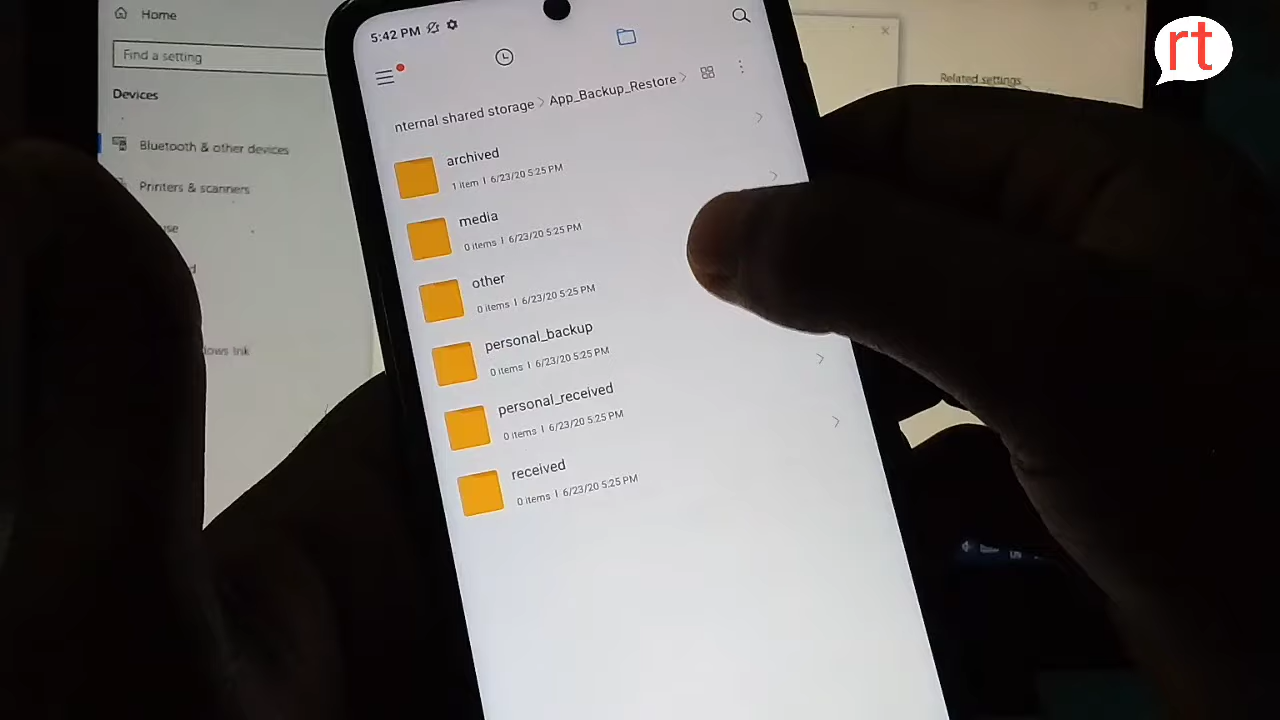 Home
Find a setting
Devices
Bluetooth & other devices
Printers & scanners
5:42 PM
nternal shared storage > App_Backup_Restore >
archived
1 item | 6/23/20 5:25 PM
media
0 items | 6/23/20 5:25 PM
other
0 items | 6/23/20 5:25 PM
personal_backup
0 items | 6/23/20 5:25 PM
personal_received
0 items | 6/23/20 5:25 PM
received
0 items | 6/23/20 5:25 PM
Related settings
rt